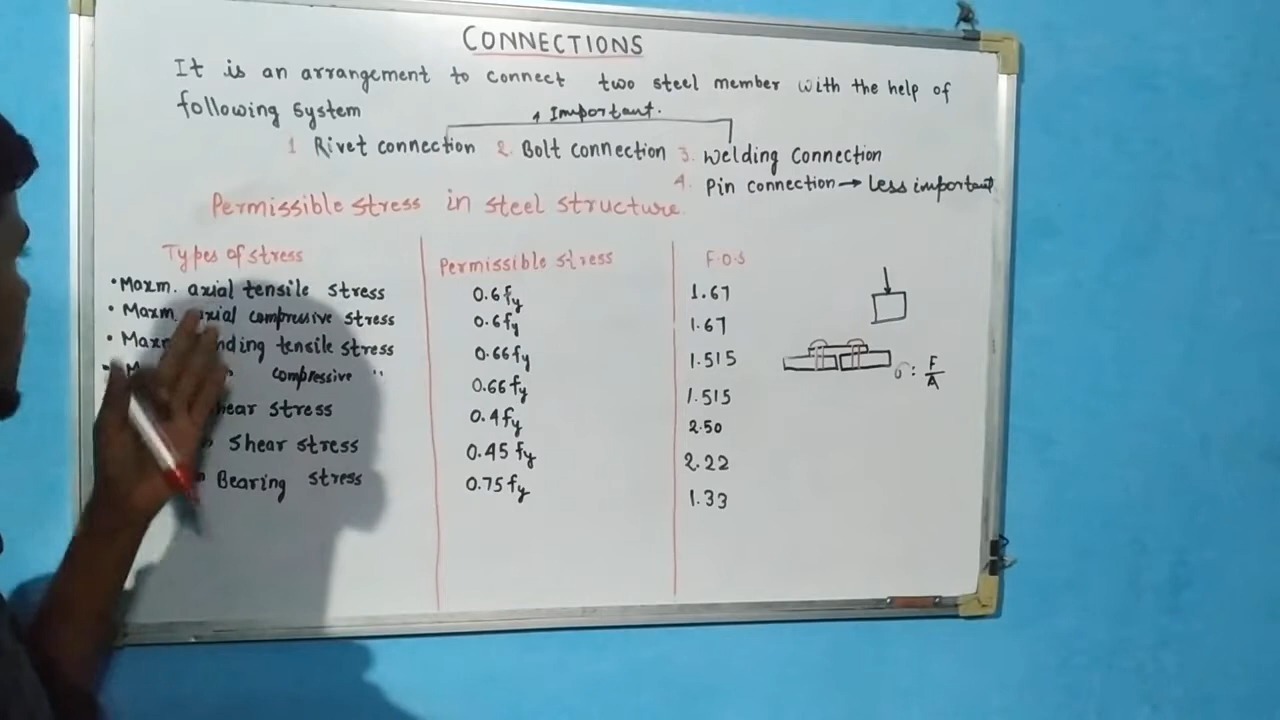 CONNECTIONS
It is an arrangement to connect two steel member with the help of
following system
Important.
1 Rivet connection 2. Bolt connection 3. Welding Connection
4. Pin connection → Less important
Permissible stress in steel structure.
Types of stress Permissible stress F.O.S
• Maxm. axial tensile stress 0.6fy 1.67
• Maxm. axial compressive stress 0.6fy 1.67
• Maxm nding tensile stress 0.66fy 1.515
• M " compressive " 0.66fy 1.515
hear stress 0.4fy 2.50
" Shear stress 0.45fy 2.22
" Bearing stress 0.75fy 1.33
σ: F
A